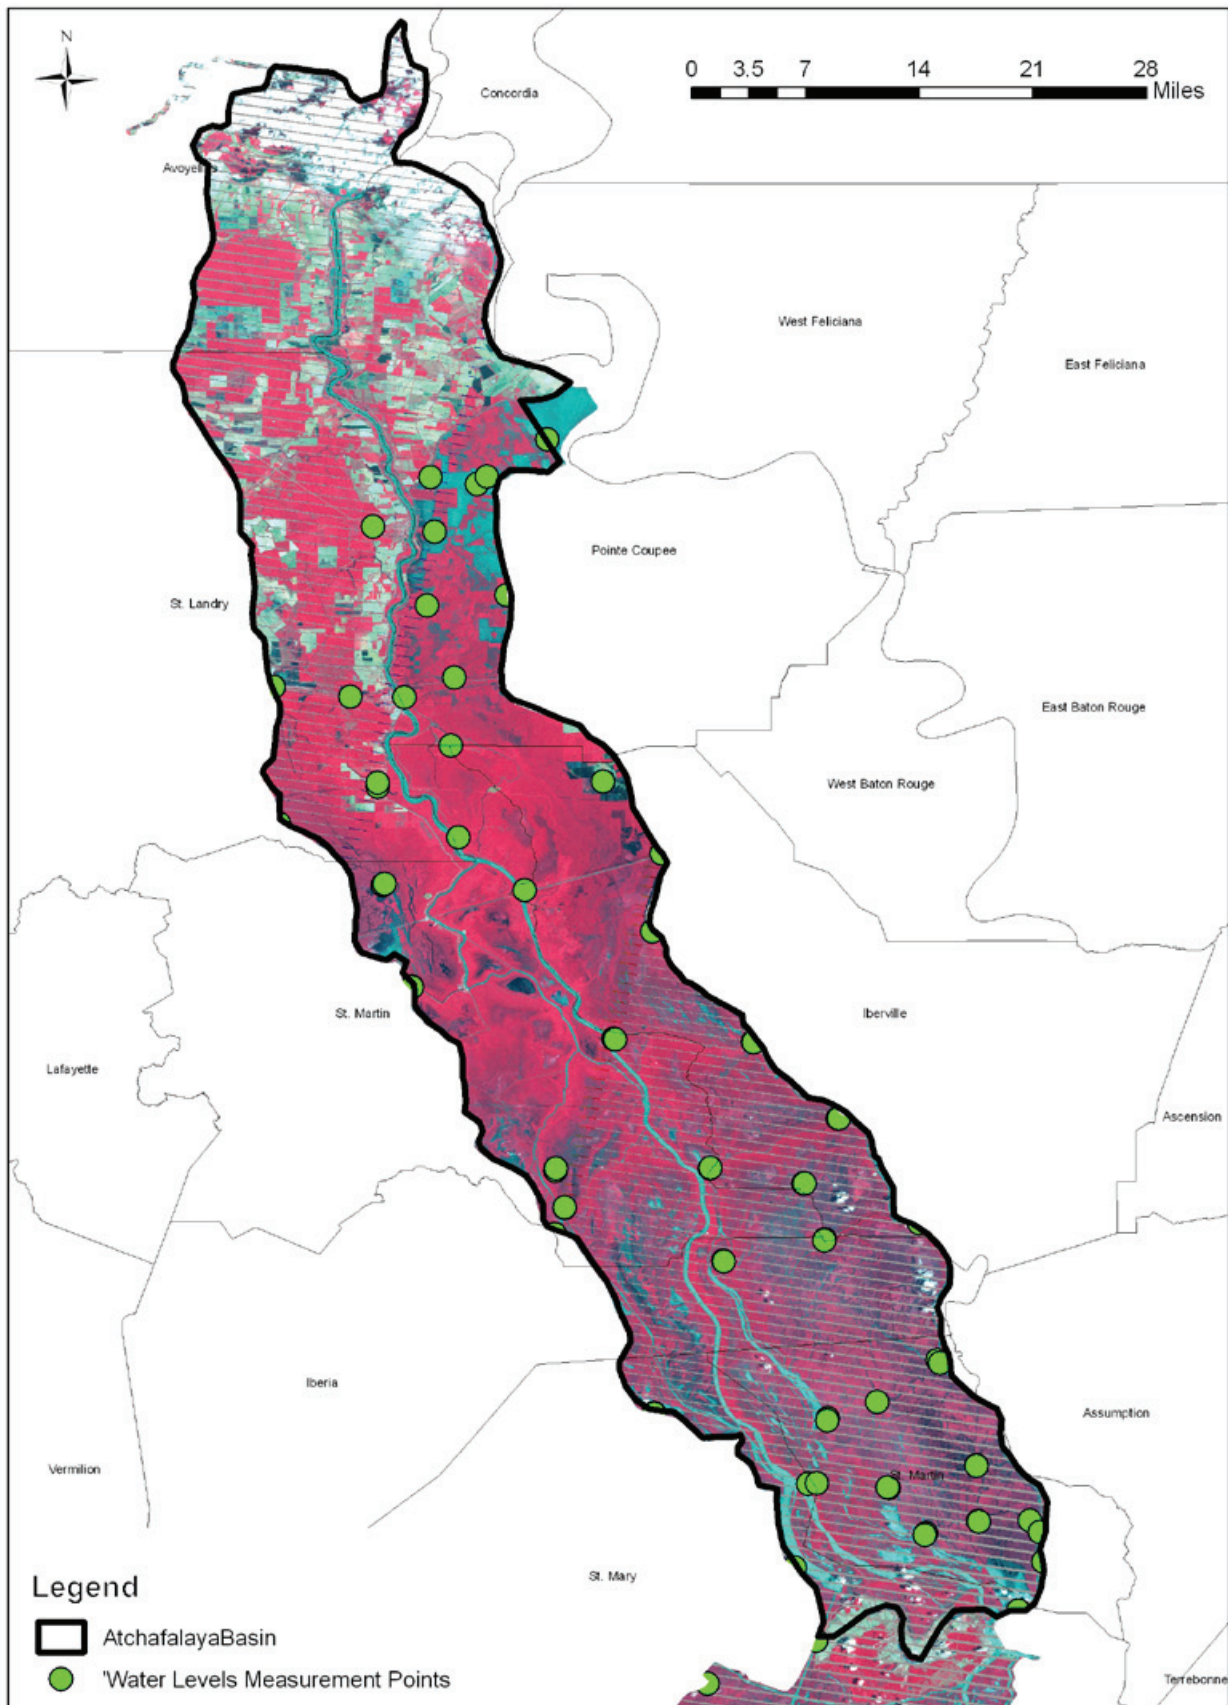 N
0 3.5 7 14 21 28
Miles
Concordia
Avoyelles
West Feliciana
East Feliciana
Pointe Coupee
St. Landry
East Baton Rouge
West Baton Rouge
St. Martin
Iberville
Lafayette
Ascension
Iberia
Assumption
Vermilion
St. Martin
St. Mary
Legend
AtchafalayaBasin
'Water Levels Measurement Points
Terrebonne